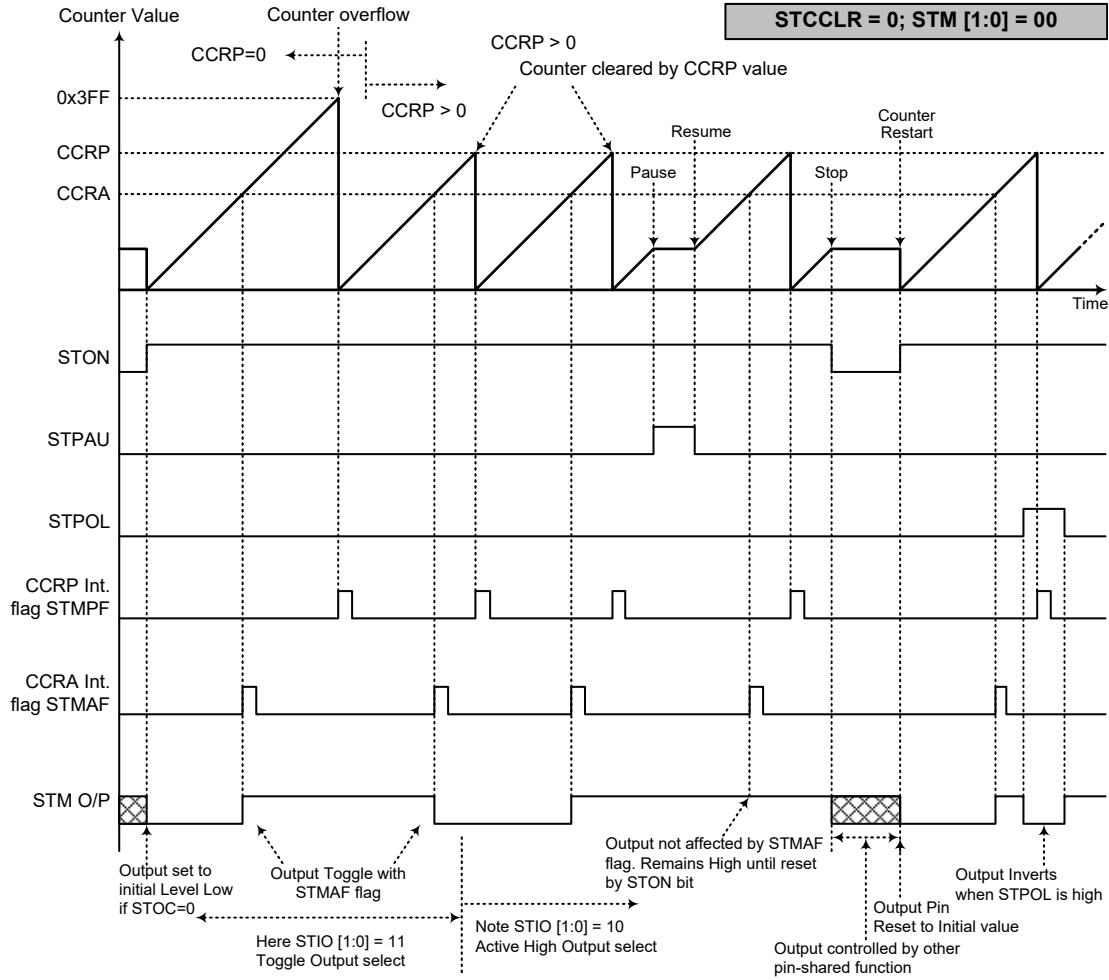 Counter Value
Counter overflow
STCCLR = 0; STM [1:0] = 00
CCRP=0
CCRP > 0
CCRP > 0
Counter cleared by CCRP value
0x3FF
CCRP
CCRA
Pause
Resume
Stop
Counter
Restart
Time
STON
STPAU
STPOL
CCRP Int.
flag STMPF
CCRA Int.
flag STMAF
STM O/P
Output set to
initial Level Low
if STOC=0
Output Toggle with
STMAF flag
Output not affected by STMAF
flag. Remains High until reset
by STON bit
Output Inverts
when STPOL is high
Output Pin
Reset to Initial value
Here STIO [1:0] = 11
Toggle Output select
Note STIO [1:0] = 10
Active High Output select
Output controlled by other
pin-shared function